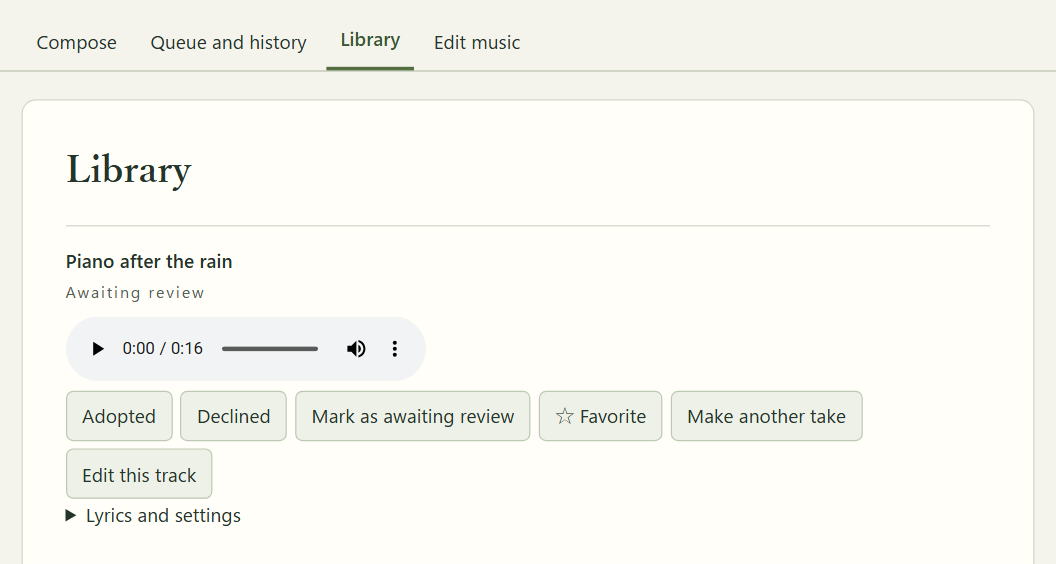 Compose Queue and history Library Edit music
Library
Piano after the rain
Awaiting review
0:00 / 0:16
Adopted Declined Mark as awaiting review ☆ Favorite Make another take
Edit this track
Lyrics and settings